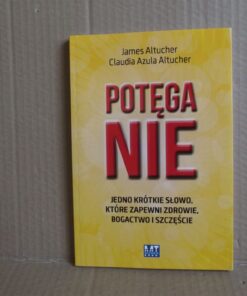 James Altucher
Claudia Azula Altucher
POTĘGA
NIE
JEDNO KRÓTKIE SŁOWO,
KTÓRE ZAPEWNI ZDROWIE,
BOGACTWO I SZCZĘŚCIE